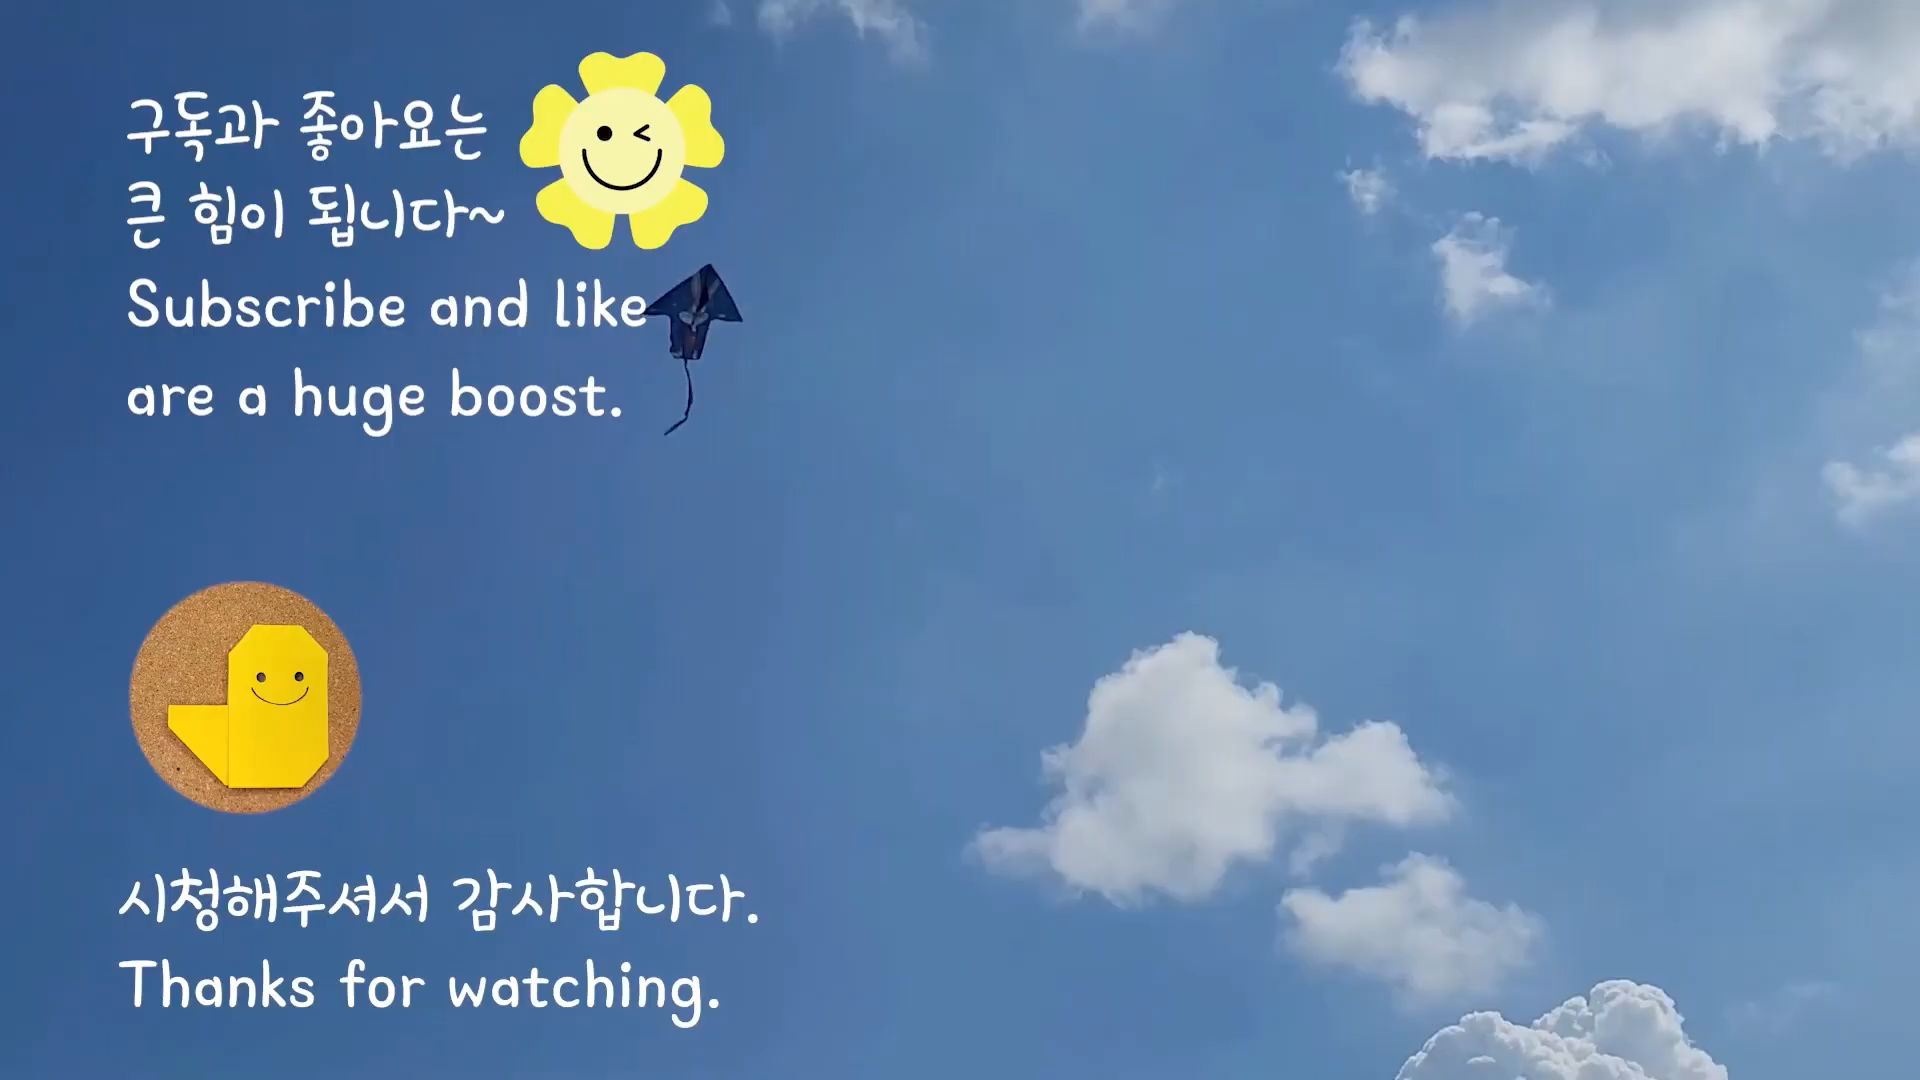 구독과 좋아요는
큰 힘이 됩니다~
Subscribe and like
are a huge boost.
시청해주셔서 감사합니다.
Thanks for watching.